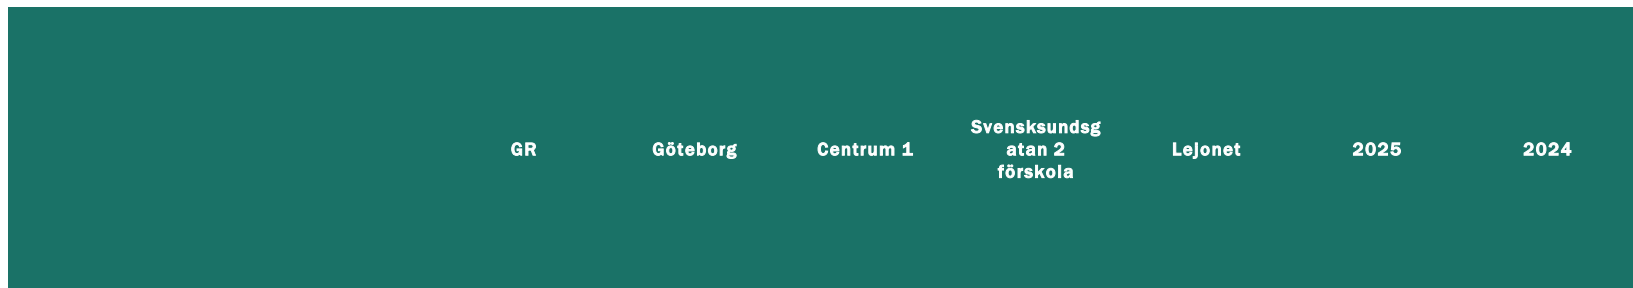 GR
Göteborg
Centrum 1
Svensksundsg
atan 2
förskola
Lejonet
2025
2024